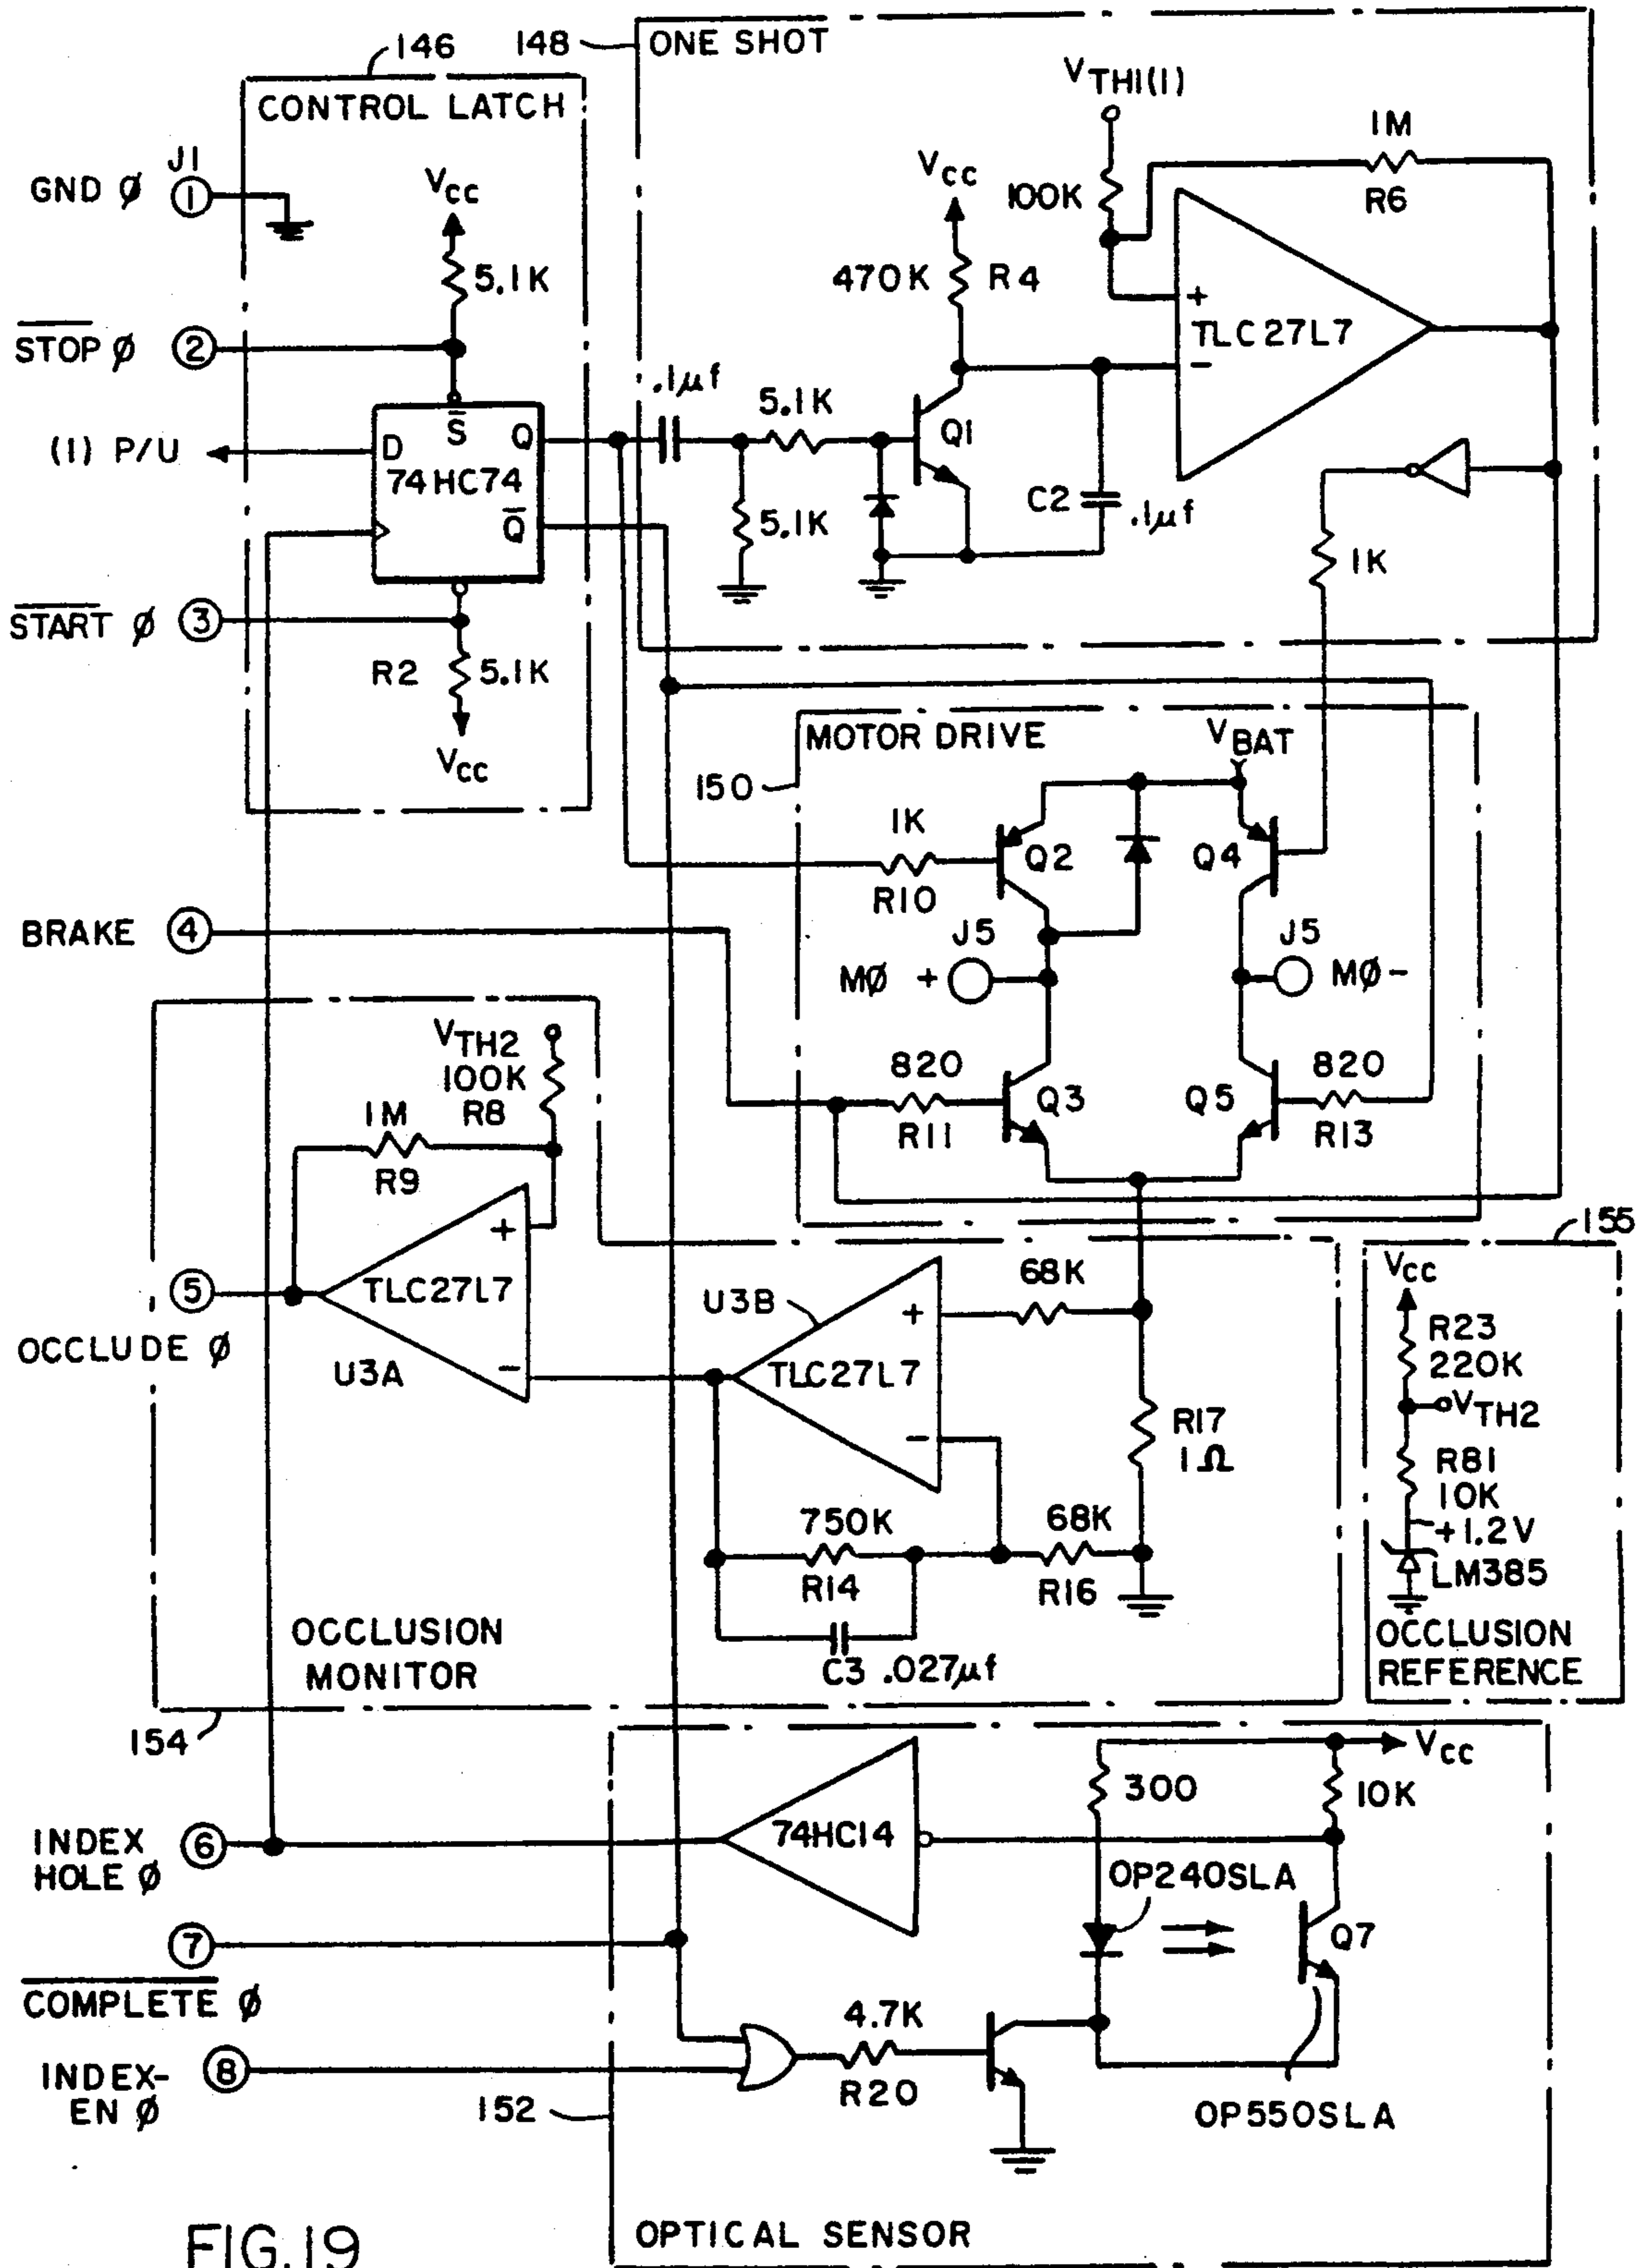 146
148
ONE SHOT
CONTROL LATCH
VTH1(1)
1M
R6
J1
GND Ø
1
VCC
VCC
100K
5.1K
470K
R4
+
TLC27L7
−
STOP Ø
2
.1µf
5.1K
Q1
S
D
Q
(1) P/U
74HC74
Q
5.1K
C2
.1µf
1K
START Ø
3
R2
5.1K
VCC
MOTOR DRIVE
VBAT
150
1K
R10
Q2
Q4
BRAKE
4
J5
J5
MØ +
MØ −
VTH2
100K
R8
1M
R9
820
R11
Q3
Q5
820
R13
155
+
TLC27L7
−
U3A
5
OCCLUDE Ø
U3B
+
TLC27L7
−
68K
R17
1Ω
VCC
R23
220K
VTH2
R81
10K
+1.2V
LM385
OCCLUSION
REFERENCE
750K
R14
68K
R16
C3 .027µf
OCCLUSION
MONITOR
154
VCC
300
10K
74HC14
INDEX
HOLE Ø
6
OP240SLA
Q7
7
COMPLETE Ø
4.7K
R20
INDEX-
EN Ø
8
152
OP550SLA
OPTICAL SENSOR
FIG.19